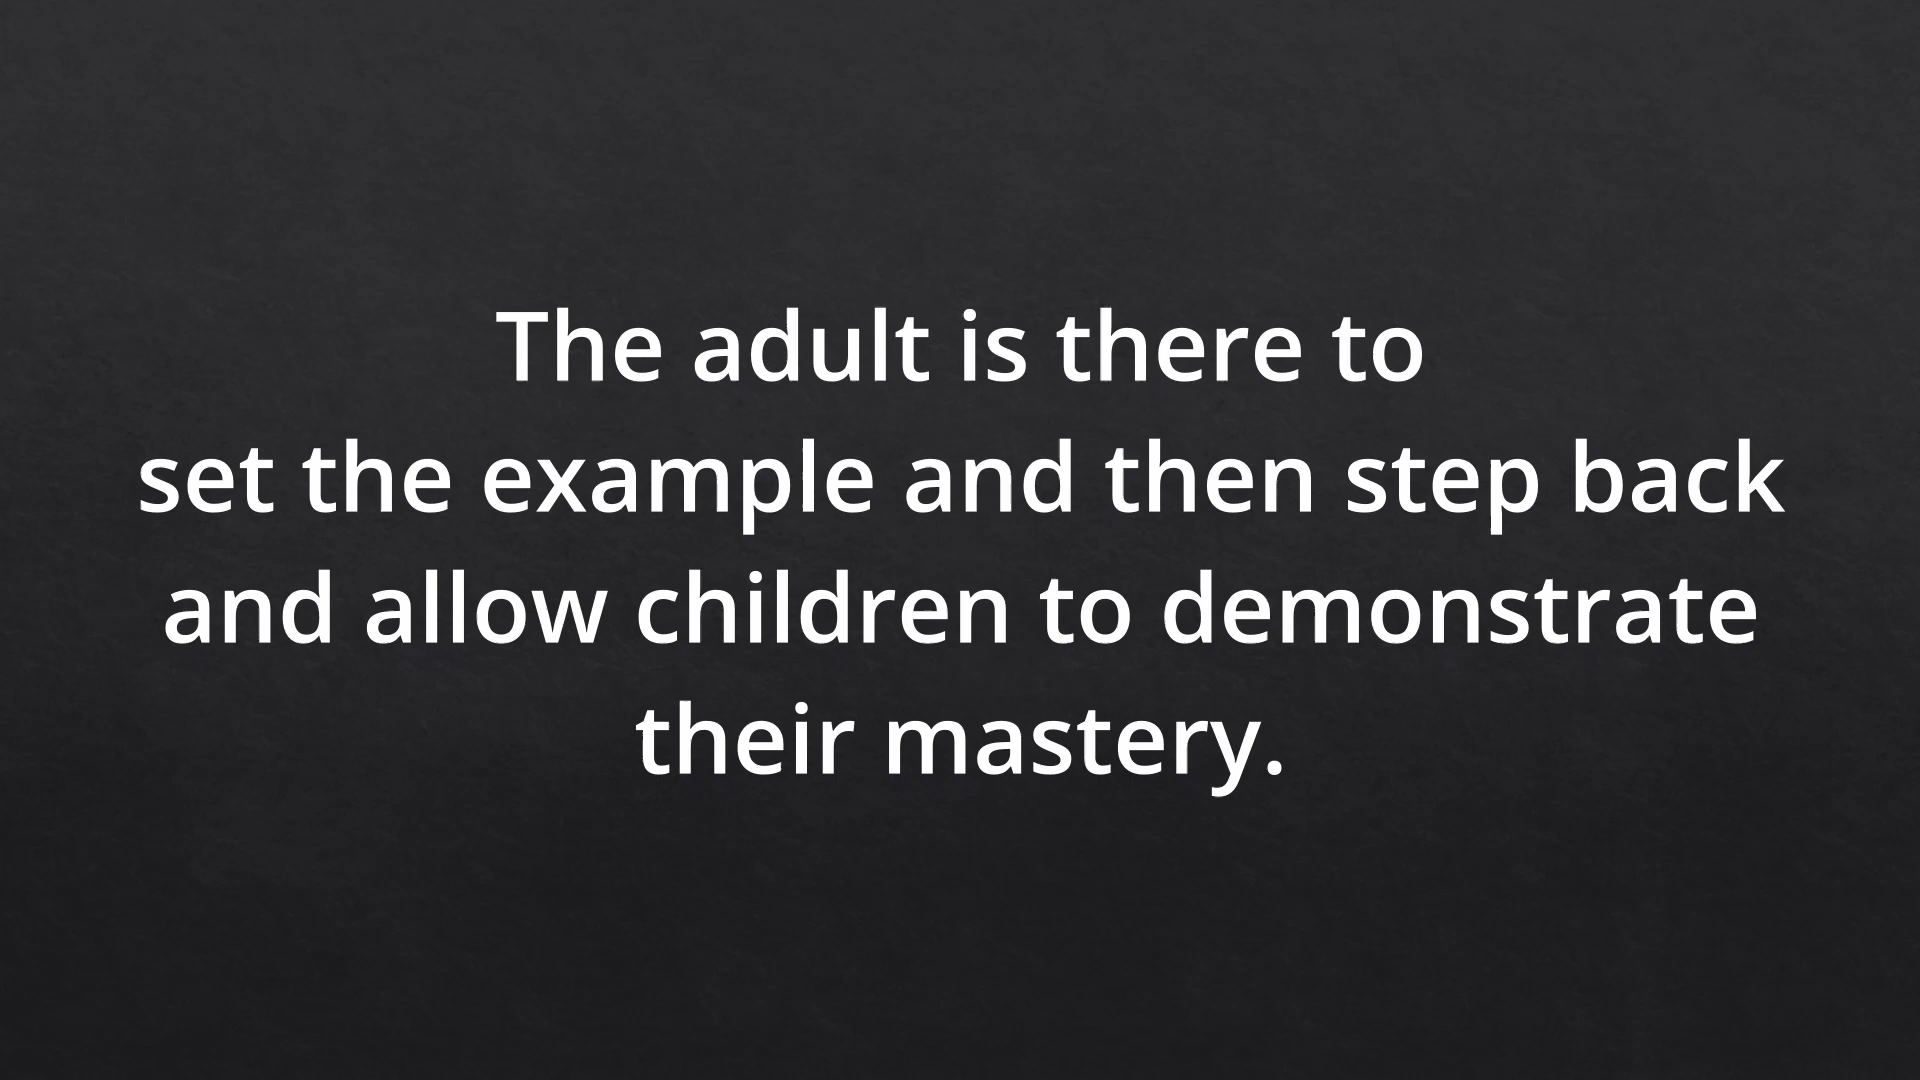 The adult is there to
set the example and then step back
and allow children to demonstrate
their mastery.